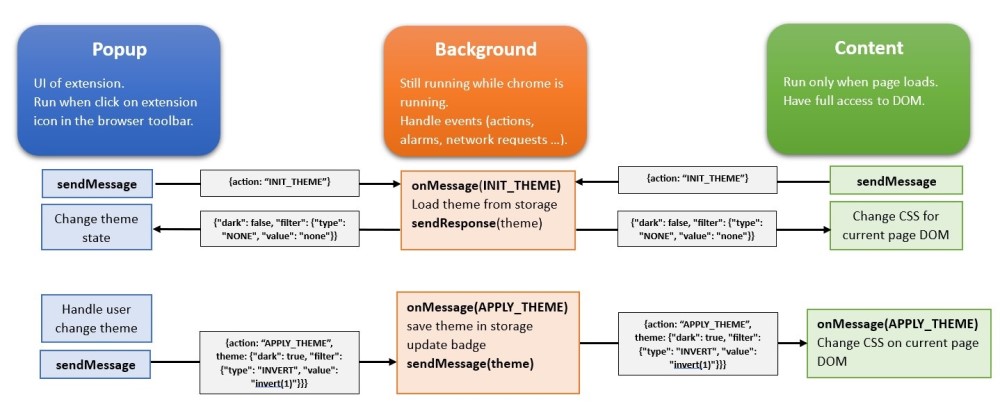 Popup
UI of extension.
Run when click on extension
icon in the browser toolbar.
Background
Still running while chrome is
running.
Handle events (actions,
alarms, network requests ...).
Content
Run only when page loads.
Have full access to DOM.
sendMessage
{action: “INIT_THEME”}
onMessage(INIT_THEME)
Load theme from storage
sendResponse(theme)
{action: “INIT_THEME”}
sendMessage
Change theme
state
{"dark": false, "filter": {"type":
"NONE", "value": "none"}}
{"dark": false, "filter": {"type":
"NONE", "value": "none"}}
Change CSS for
current page DOM
Handle user
change theme
sendMessage
{action: “APPLY_THEME”,
theme: {"dark": true, "filter":
{"type": "INVERT", "value":
"invert(1)"}}}
onMessage(APPLY_THEME)
save theme in storage
update badge
sendMessage(theme)
{action: “APPLY_THEME”,
theme: {"dark": true, "filter":
{"type": "INVERT", "value":
"invert(1)"}}}
onMessage(APPLY_THEME)
Change CSS on current page
DOM